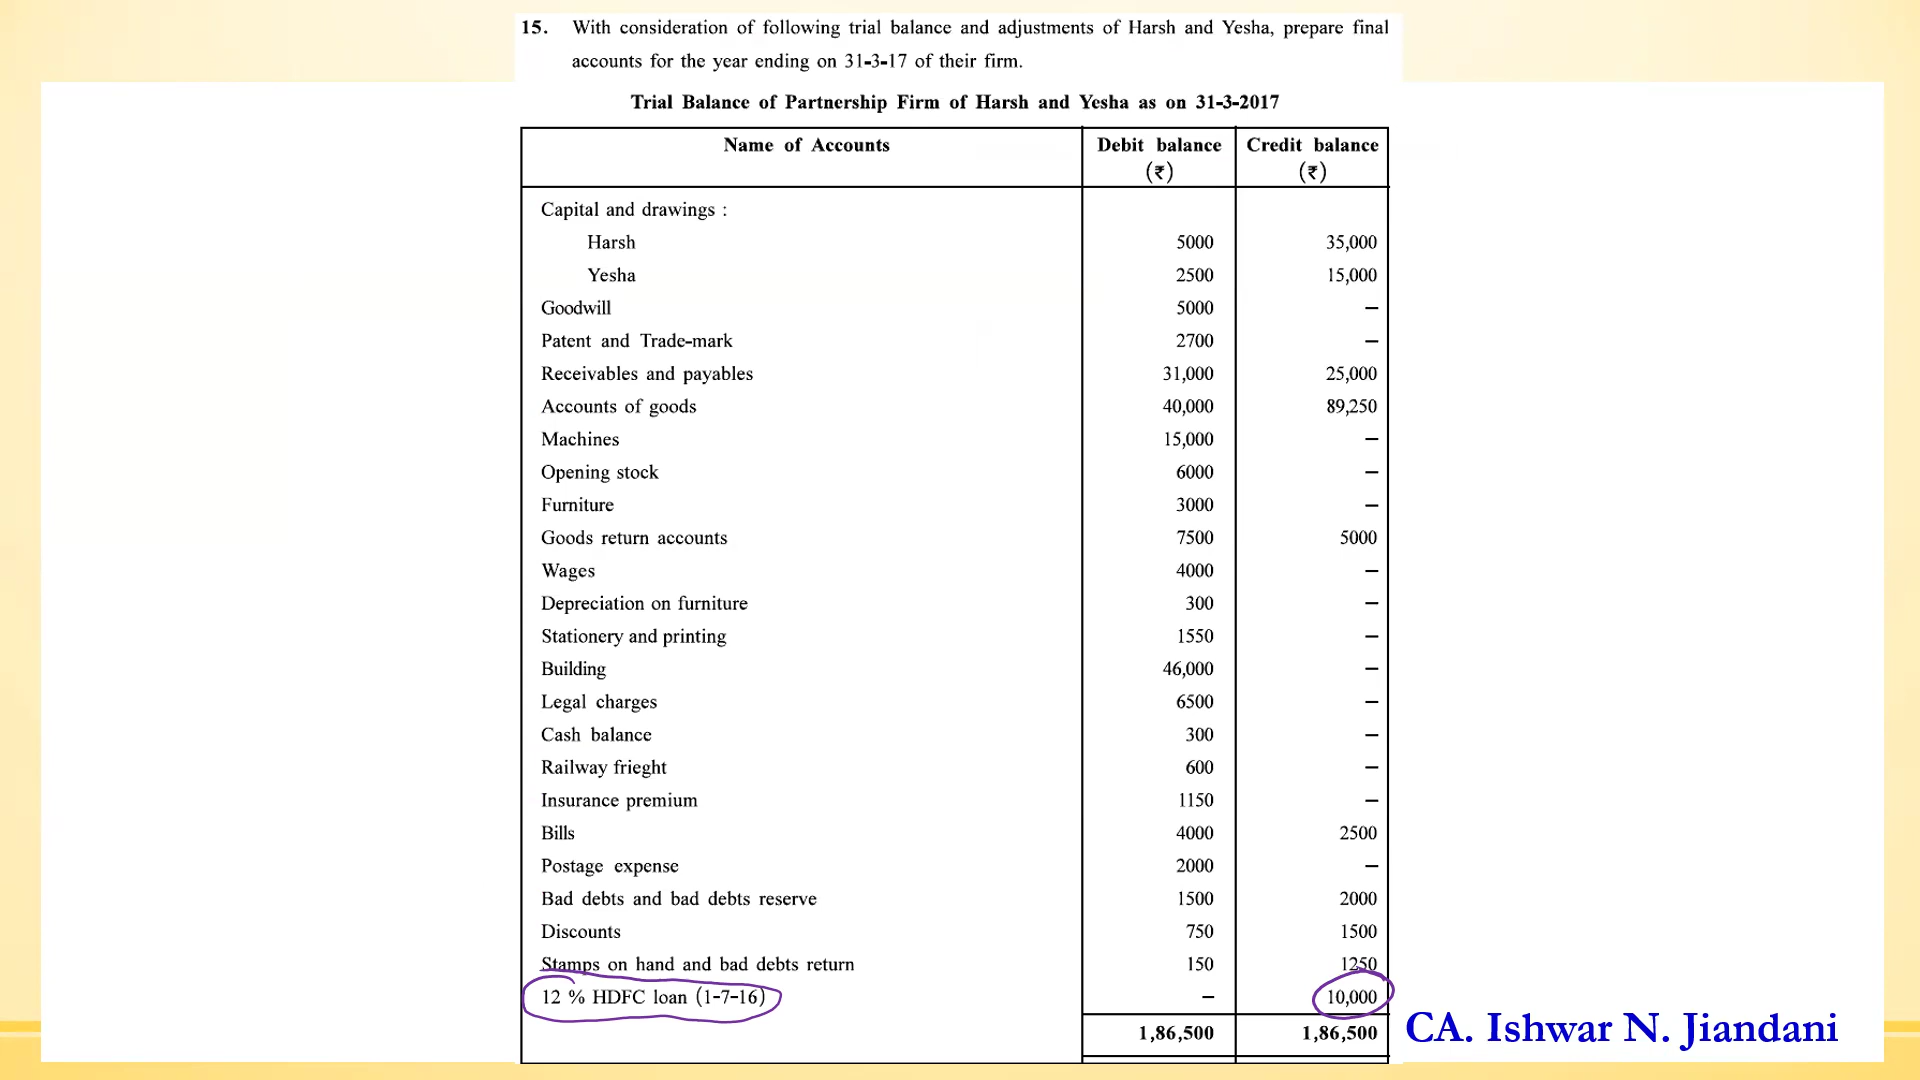 15. With consideration of following trial balance and adjustments of Harsh and Yesha, prepare final
accounts for the year ending on 31-3-17 of their firm.
Trial Balance of Partnership Firm of Harsh and Yesha as on 31-3-2017
Name of Accounts Debit balance (₹) Credit balance (₹)
Capital and drawings :
Harsh 5000 35,000
Yesha 2500 15,000
Goodwill 5000 –
Patent and Trade-mark 2700 –
Receivables and payables 31,000 25,000
Accounts of goods 40,000 89,250
Machines 15,000 –
Opening stock 6000 –
Furniture 3000 –
Goods return accounts 7500 5000
Wages 4000 –
Depreciation on furniture 300 –
Stationery and printing 1550 –
Building 46,000 –
Legal charges 6500 –
Cash balance 300 –
Railway frieght 600 –
Insurance premium 1150 –
Bills 4000 2500
Postage expense 2000 –
Bad debts and bad debts reserve 1500 2000
Discounts 750 1500
Stamps on hand and bad debts return 150 1250
12 % HDFC loan (1-7-16) – 10,000
1,86,500 1,86,500
CA. Ishwar N. Jiandani